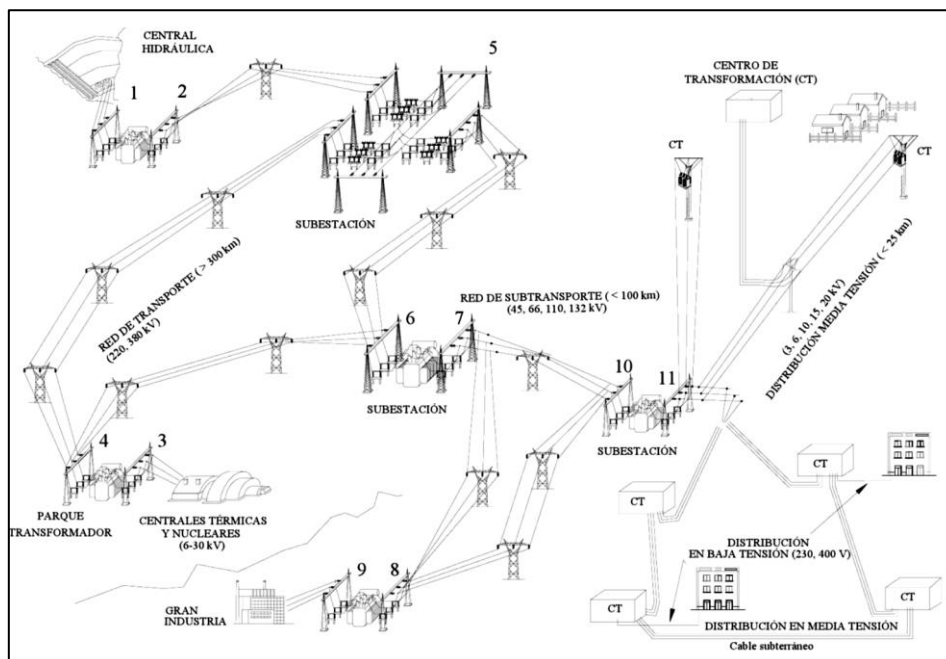 CENTRAL
HIDRÁULICA
1
2
5
CENTRO DE
TRANSFORMACIÓN (CT)
CT
CT
SUBESTACIÓN
RED DE TRANSPORTE ( > 300 km)
(220, 380 kV)
RED DE SUBTRANSPORTE ( < 100 km)
(45, 66, 110, 132 kV)
(3, 6, 10, 15, 20 kV)
DISTRIBUCIÓN MEDIA TENSIÓN ( < 25 km)
6
7
SUBESTACIÓN
10
11
SUBESTACIÓN
4
3
PARQUE
TRANSFORMADOR
CENTRALES TÉRMICAS
Y NUCLEARES
(6-30 kV)
CT
CT
DISTRIBUCIÓN
EN BAJA TENSIÓN (230, 400 V)
9
8
GRAN
INDUSTRIA
CT
CT
DISTRIBUCIÓN EN MEDIA TENSIÓN
Cable subterráneo